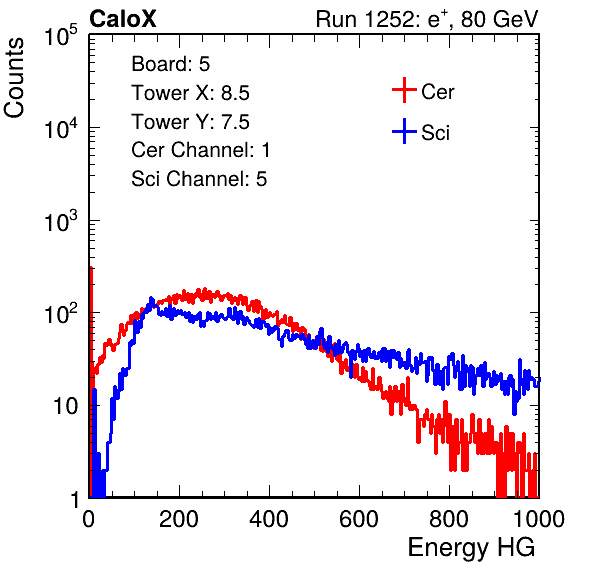 CaloX Run 1252: e⁺, 80 GeV
Counts
10⁵
10⁴
10³
10²
10
1
Board: 5
Tower X: 8.5
Tower Y: 7.5
Cer Channel: 1
Sci Channel: 5
Cer
Sci
0 200 400 600 800 1000
Energy HG